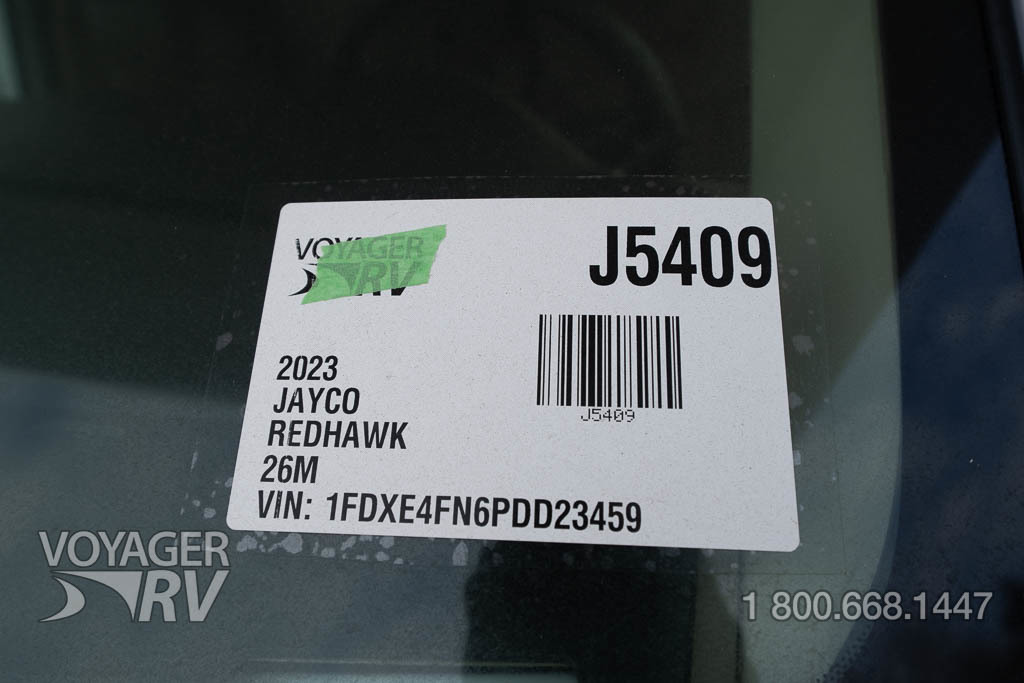 VOYAGER
RV
J5409
J5409
2023
JAYCO
REDHAWK
26M
VIN: 1FDXE4FN6PDD23459
VOYAGER
RV
1 800.668.1447